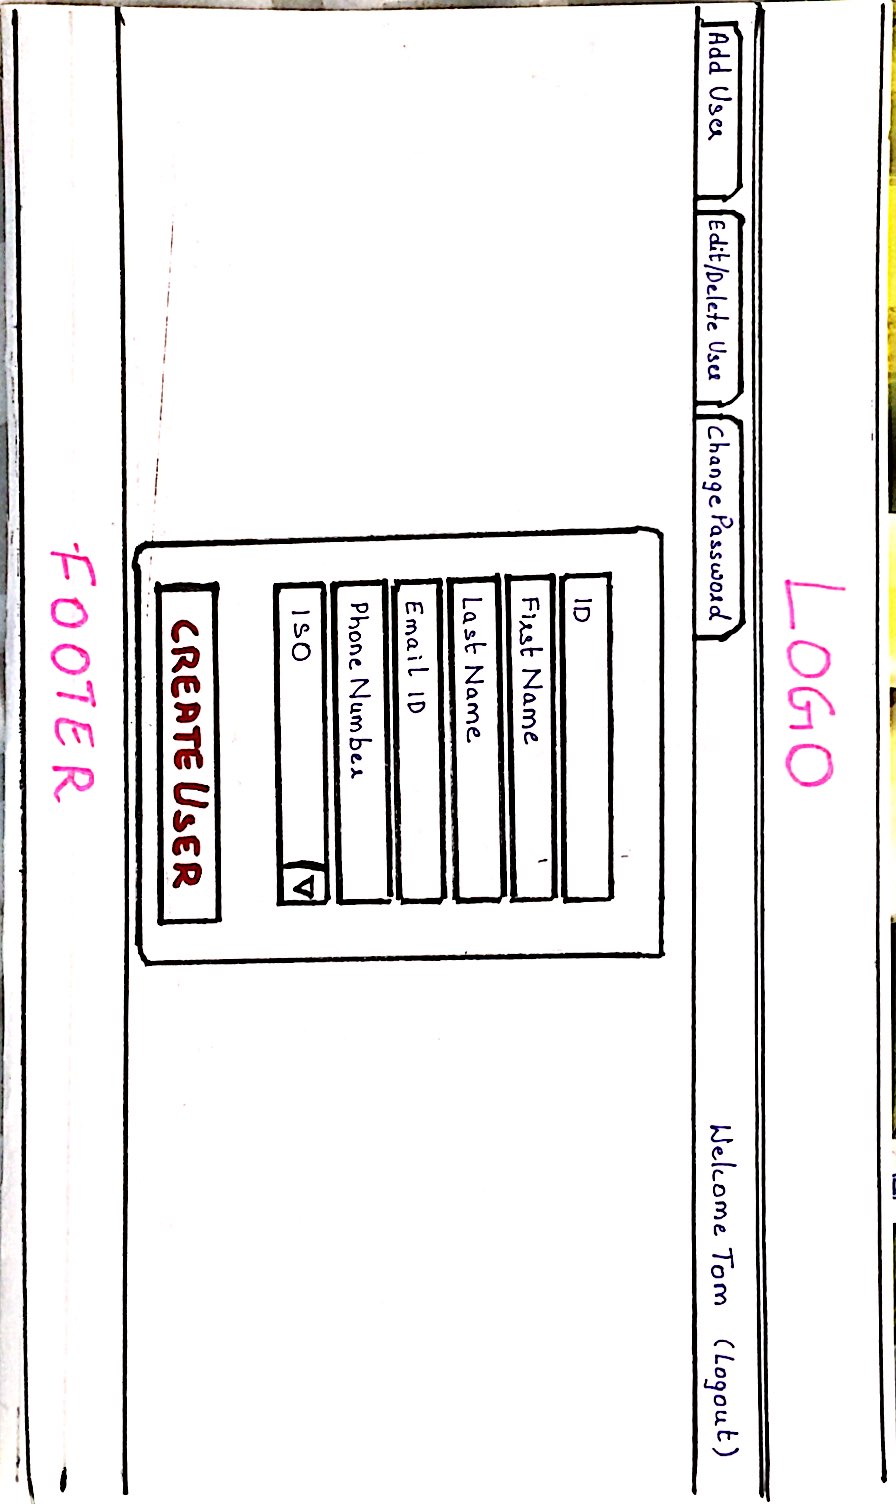 LOGO
Add User
Edit/Delete User
Change Password
Welcome Tom (Logout)
ID
First Name
Last Name
Email ID
Phone Number
ISO
CREATE USER
FOOTER